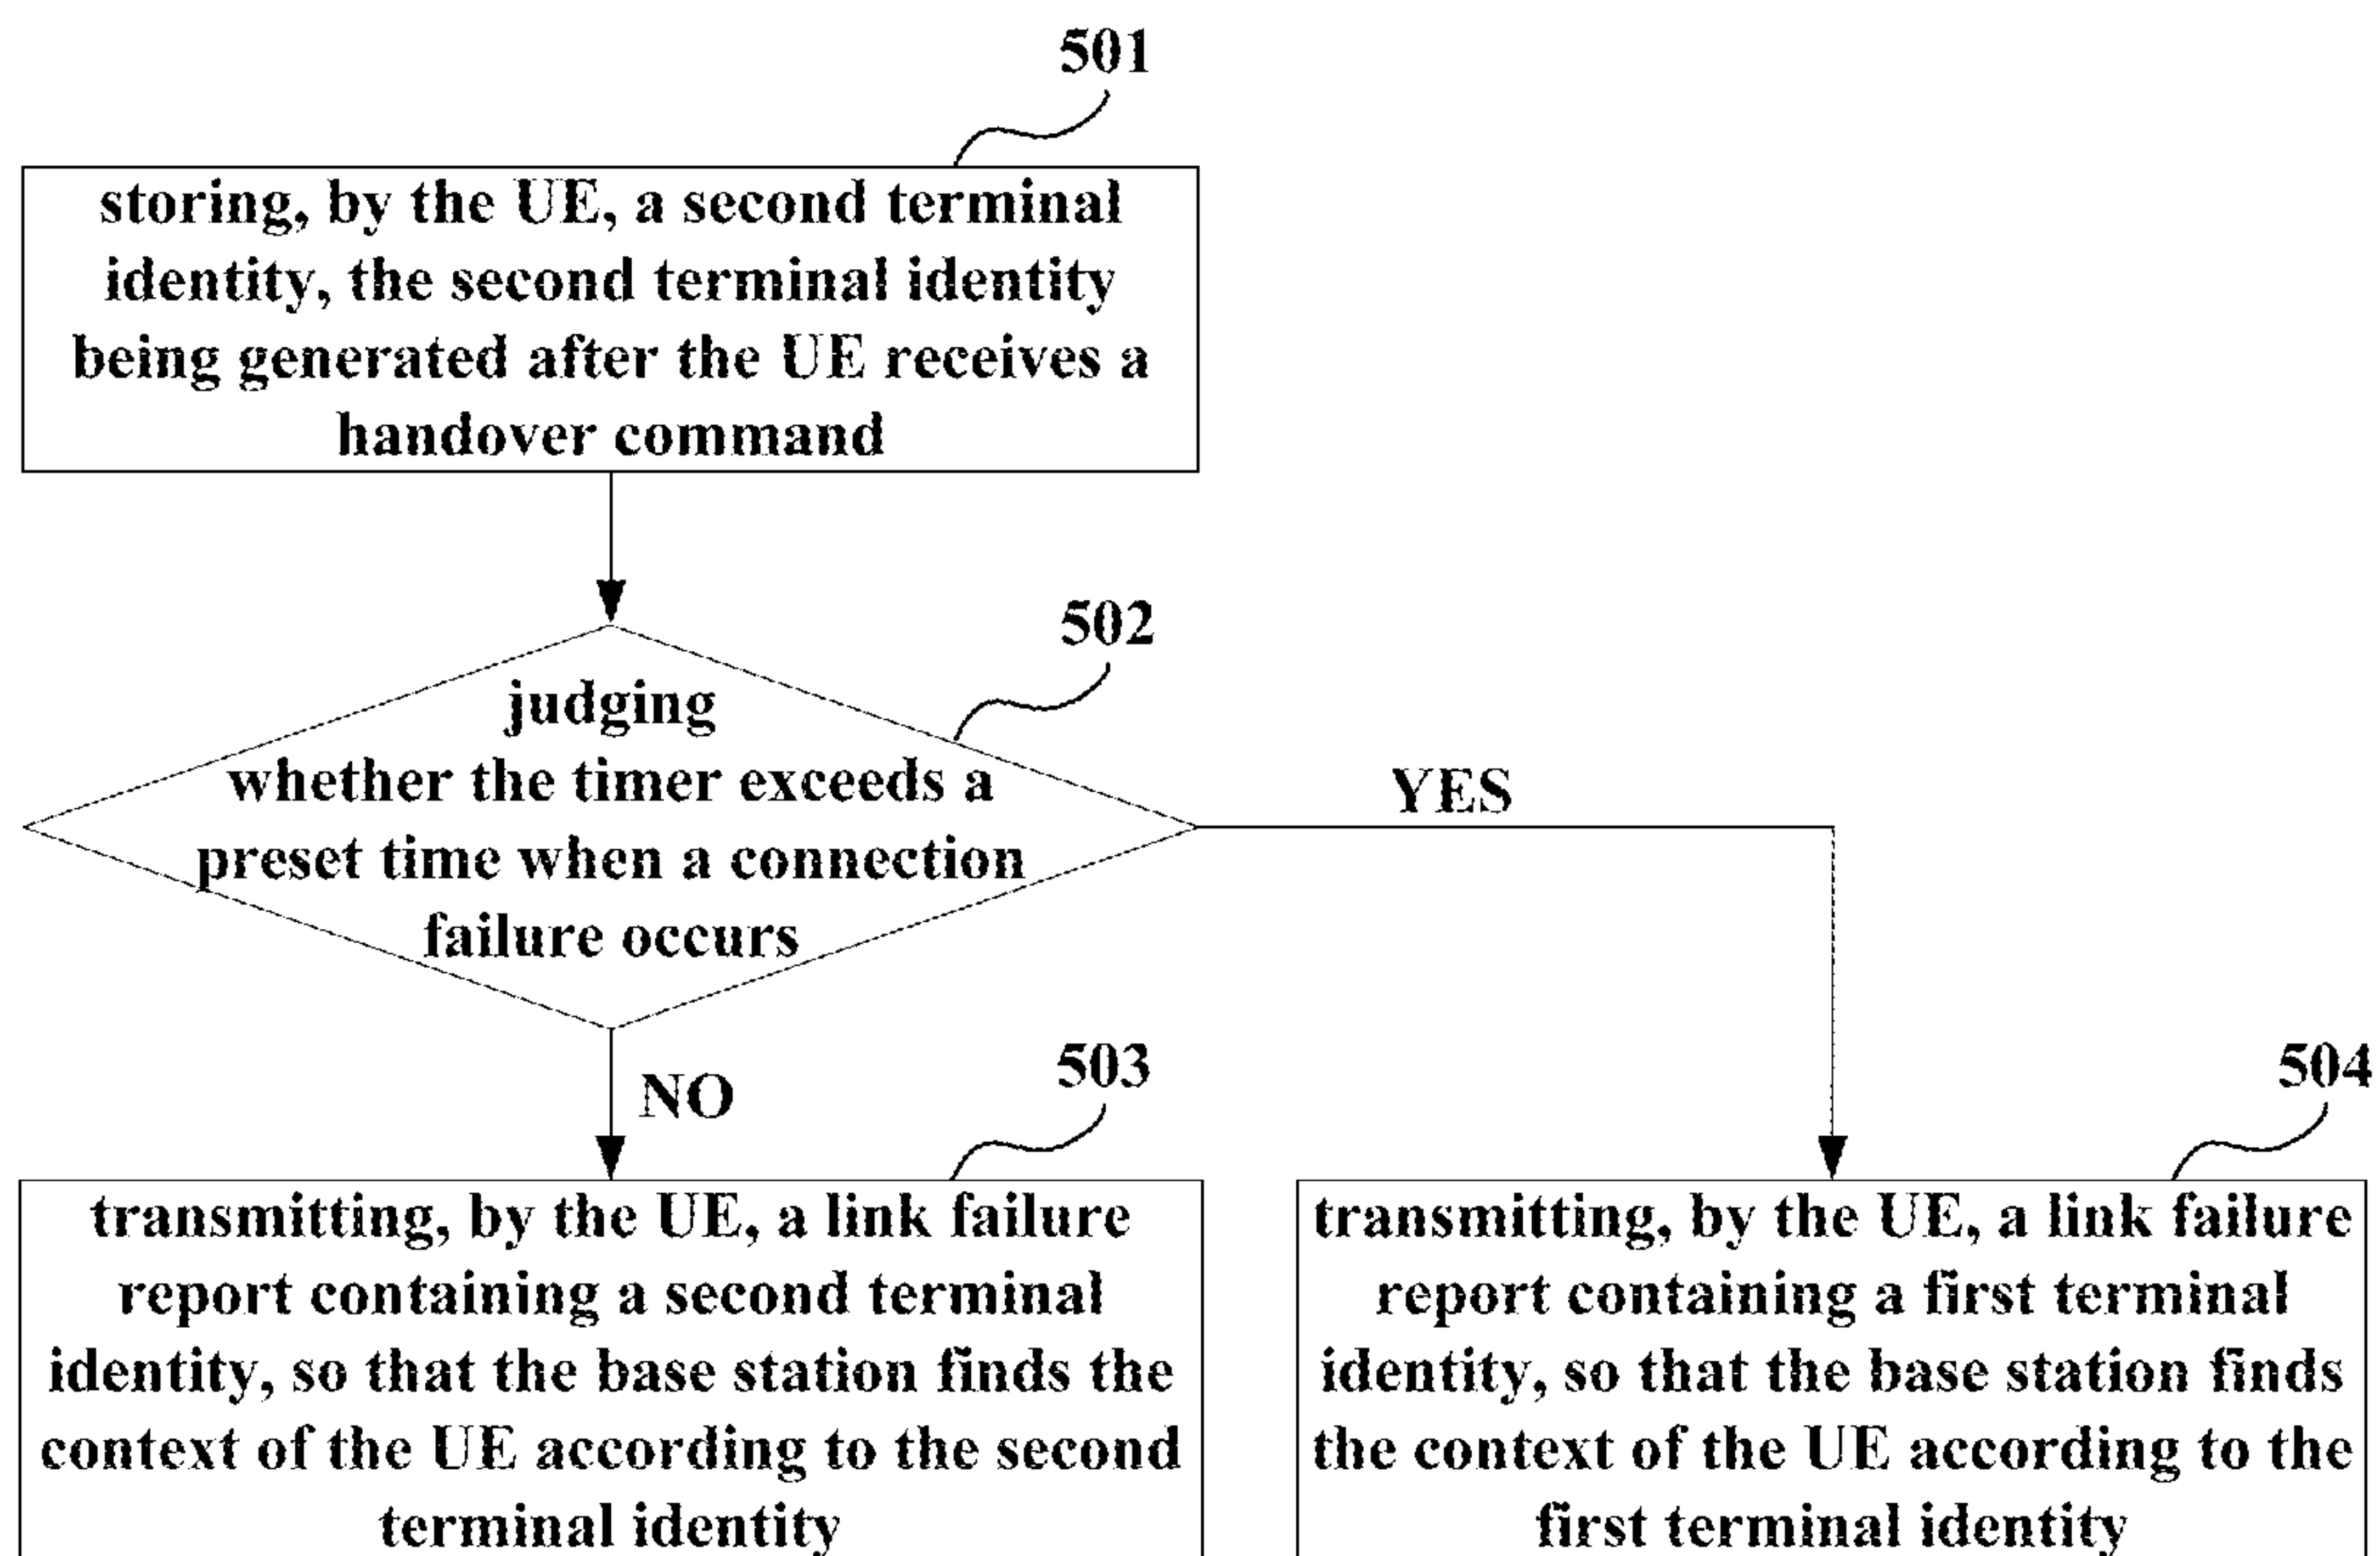 501
storing, by the UE, a second terminal
identity, the second terminal identity
being generated after the UE receives a
handover command
502
judging
whether the timer exceeds a
preset time when a connection
failure occurs
YES
NO
503
transmitting, by the UE, a link failure
report containing a second terminal
identity, so that the base station finds the
context of the UE according to the second
terminal identity
504
transmitting, by the UE, a link failure
report containing a first terminal
identity, so that the base station finds
the context of the UE according to the
first terminal identity